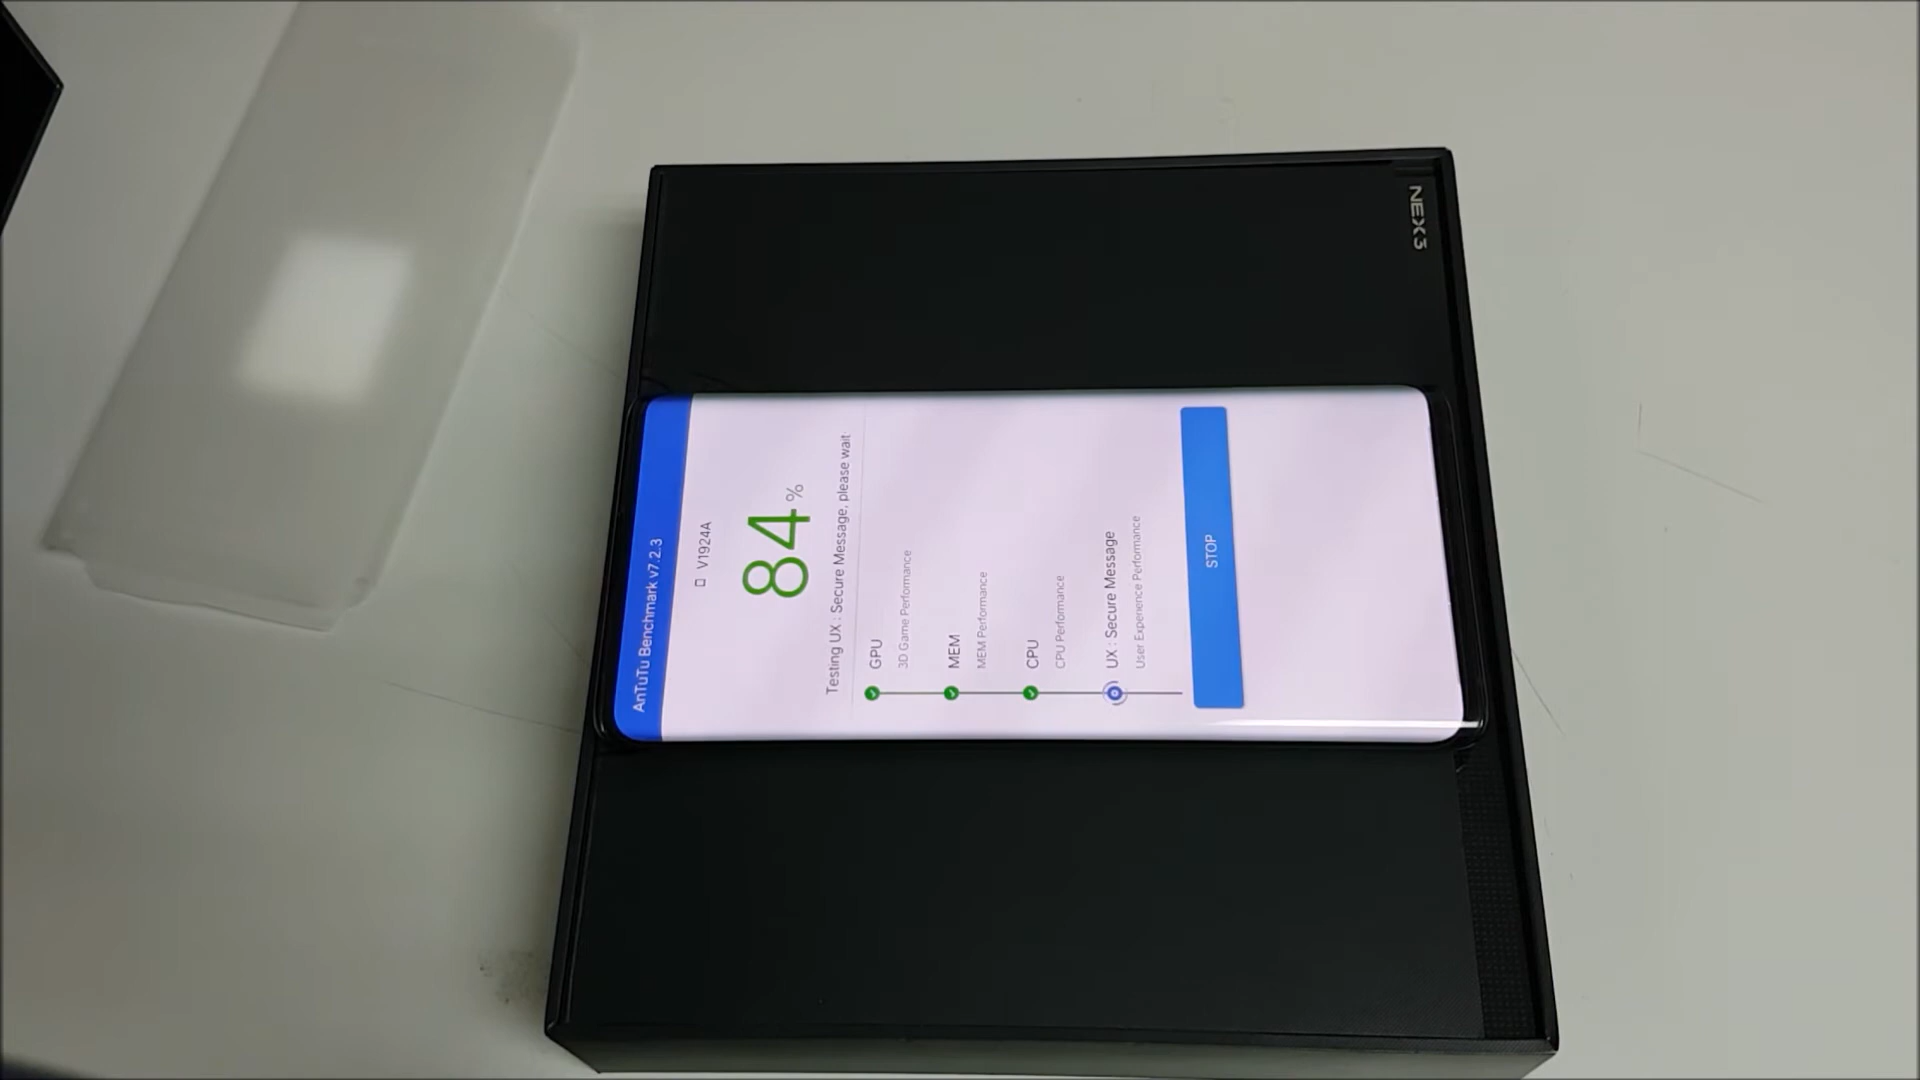 NEX3
AnTuTu Benchmark v7.2.3
V1924A
84%
Testing UX : Secure Message, please wait
GPU
3D Game Performance
MEM
MEM Performance
CPU
CPU Performance
UX : Secure Message
User Experience Performance
STOP